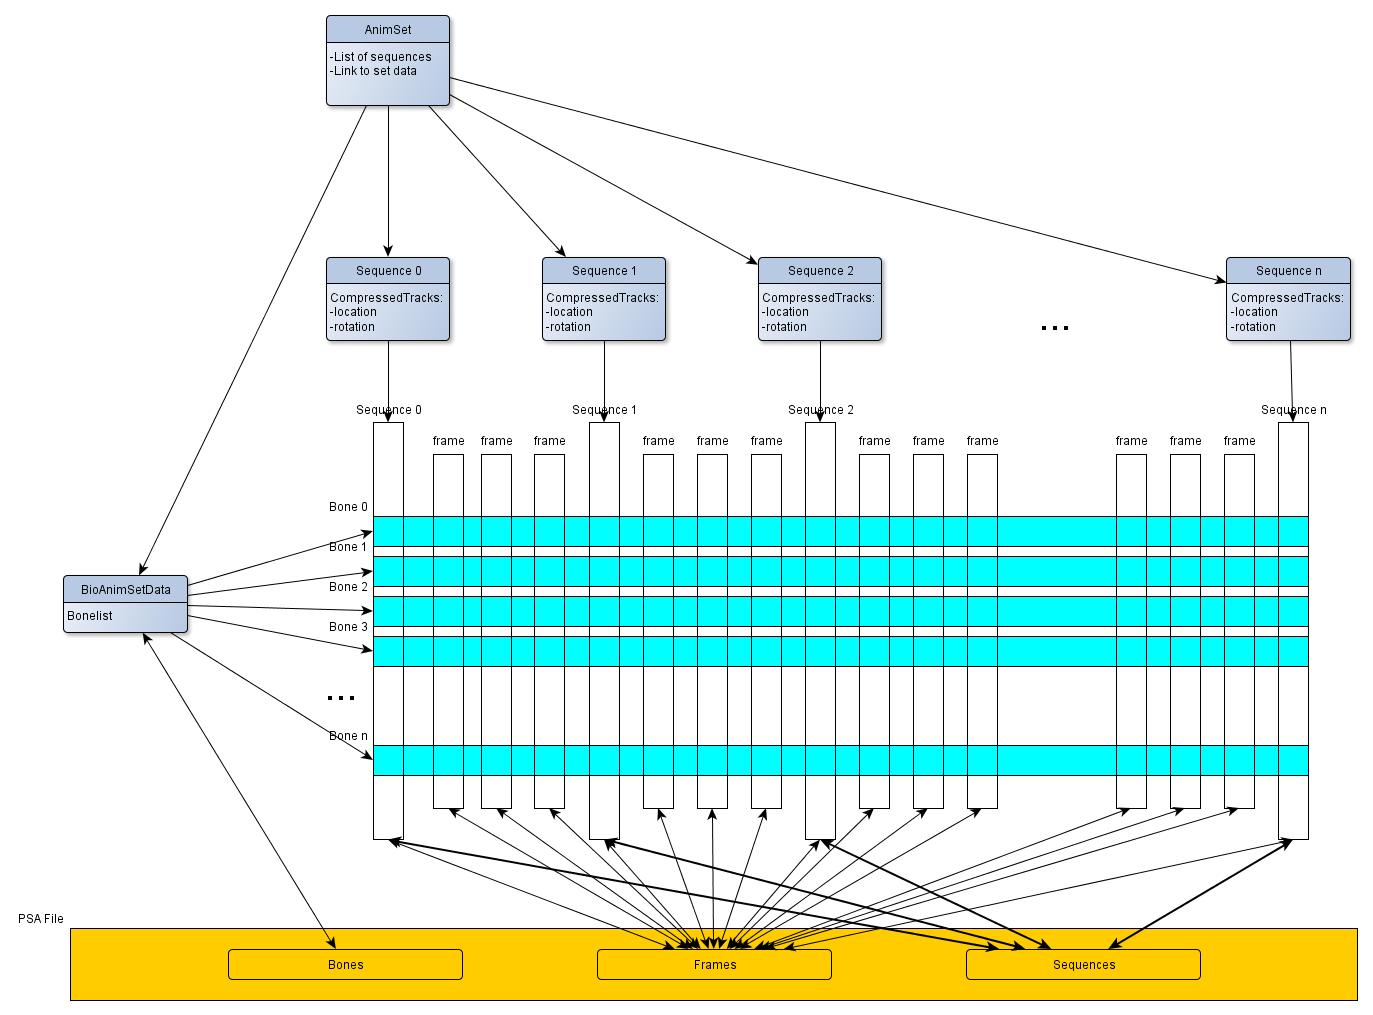 AnimSet
-List of sequences
-Link to set data
Sequence 0
CompressedTracks:
-location
-rotation
Sequence 1
CompressedTracks:
-location
-rotation
Sequence 2
CompressedTracks:
-location
-rotation
...
Sequence n
CompressedTracks:
-location
-rotation
Sequence 0
Sequence 1
Sequence 2
Sequence n
frame
frame
frame
frame
frame
frame
frame
frame
frame
frame
frame
frame
Bone 0
Bone 1
Bone 2
Bone 3
...
Bone n
BioAnimSetData
Bonelist
PSA File
Bones
Frames
Sequences